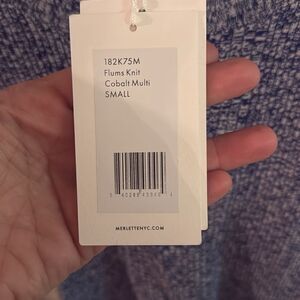 182K75M
Flums Knit
Cobalt Multi
SMALL
MERLETTENYC.COM